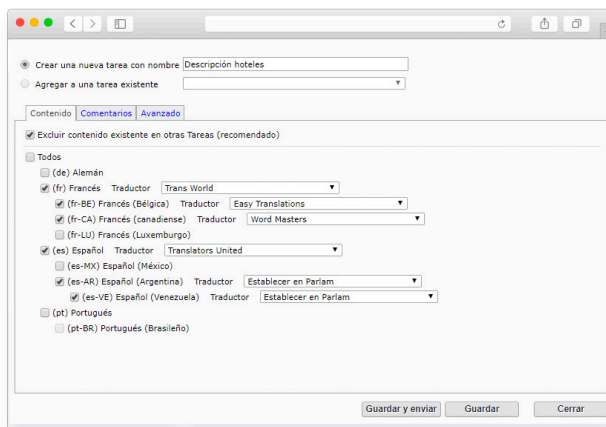 Crear una nueva tarea con nombre Descripción hoteles
Agregar a una tarea existente
Contenido Comentarios Avanzado
Excluir contenido existente en otras Tareas (recomendado)
Todos
(de) Alemán
(fr) Francés Traductor Trans World
(fr-BE) Francés (Bélgica) Traductor Easy Translations
(fr-CA) Francés (canadiense) Traductor Word Masters
(fr-LU) Francés (Luxemburgo)
(es) Español Traductor Translators United
(es-MX) Español (México)
(es-AR) Español (Argentina) Traductor Establecer en Parlam
(es-VE) Español (Venezuela) Traductor Establecer en Parlam
(pt) Portugués
(pt-BR) Portugués (Brasileño)
Guardar y enviar Guardar Cerrar